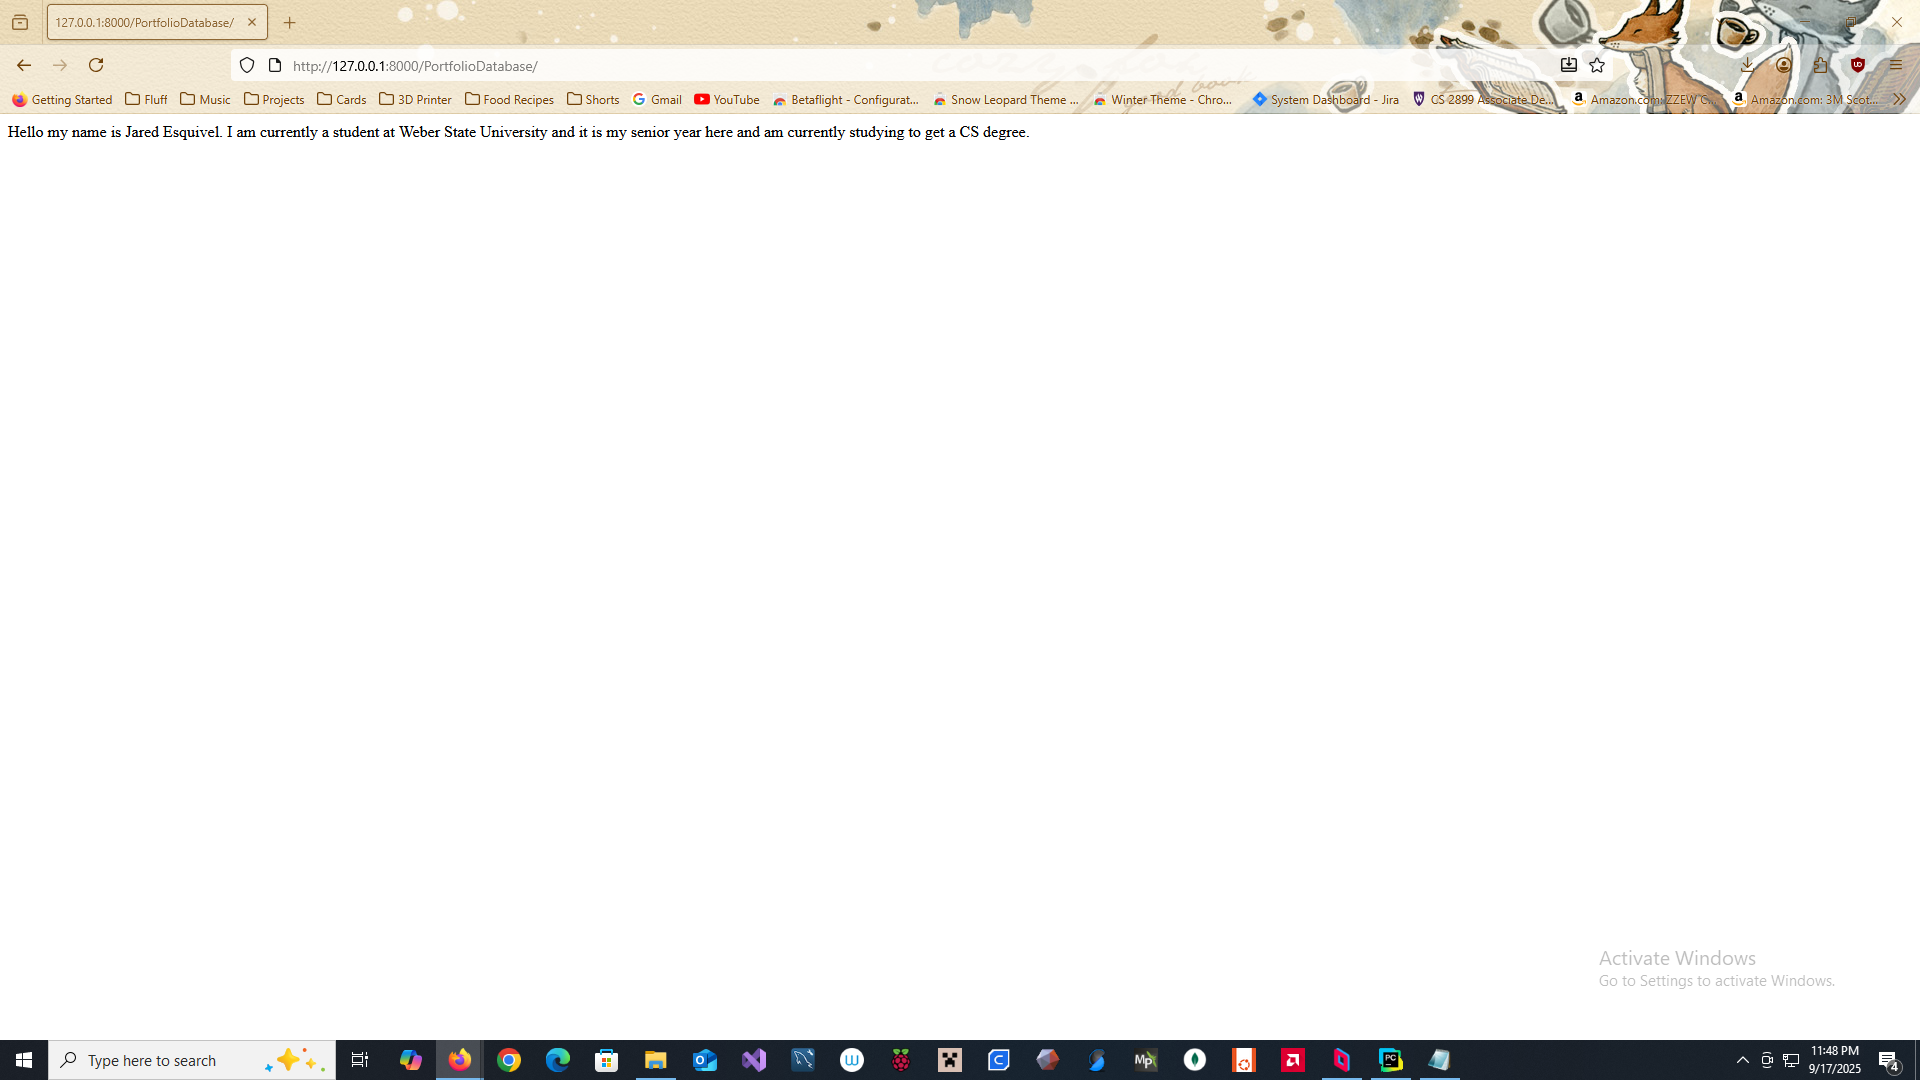 127.0.0.1:8000/PortfolioDatabase/
http://127.0.0.1:8000/PortfolioDatabase/
Getting Started Fluff Music Projects Cards 3D Printer Food Recipes Shorts Gmail YouTube Betaflight - Configurat... Snow Leopard Theme ... Winter Theme - Chro... System Dashboard - Jira CS 2899 Associate De... Amazon.com: ZZEW C... Amazon.com: 3M Scot...
Hello my name is Jared Esquivel. I am currently a student at Weber State University and it is my senior year here and am currently studying to get a CS degree.
Activate Windows
Go to Settings to activate Windows.
Type here to search
11:48 PM
9/17/2025
4